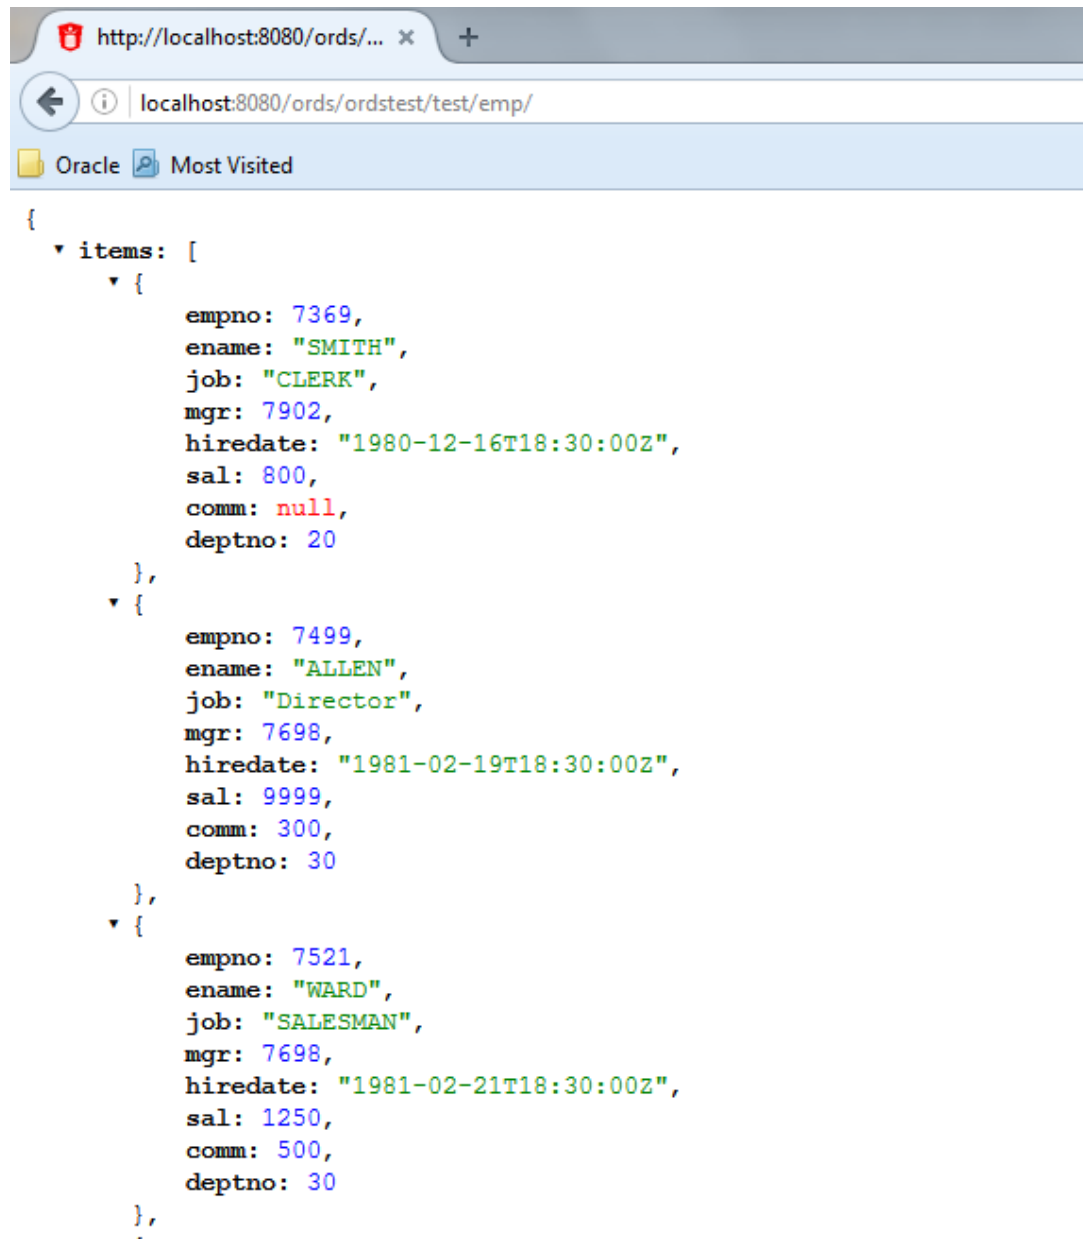 http://localhost:8080/ords/...
localhost:8080/ords/ordstest/test/emp/
Oracle Most Visited
{
items: [
{
empno: 7369,
ename: "SMITH",
job: "CLERK",
mgr: 7902,
hiredate: "1980-12-16T18:30:00Z",
sal: 800,
comm: null,
deptno: 20
},
{
empno: 7499,
ename: "ALLEN",
job: "Director",
mgr: 7698,
hiredate: "1981-02-19T18:30:00Z",
sal: 9999,
comm: 300,
deptno: 30
},
{
empno: 7521,
ename: "WARD",
job: "SALESMAN",
mgr: 7698,
hiredate: "1981-02-21T18:30:00Z",
sal: 1250,
comm: 500,
deptno: 30
},